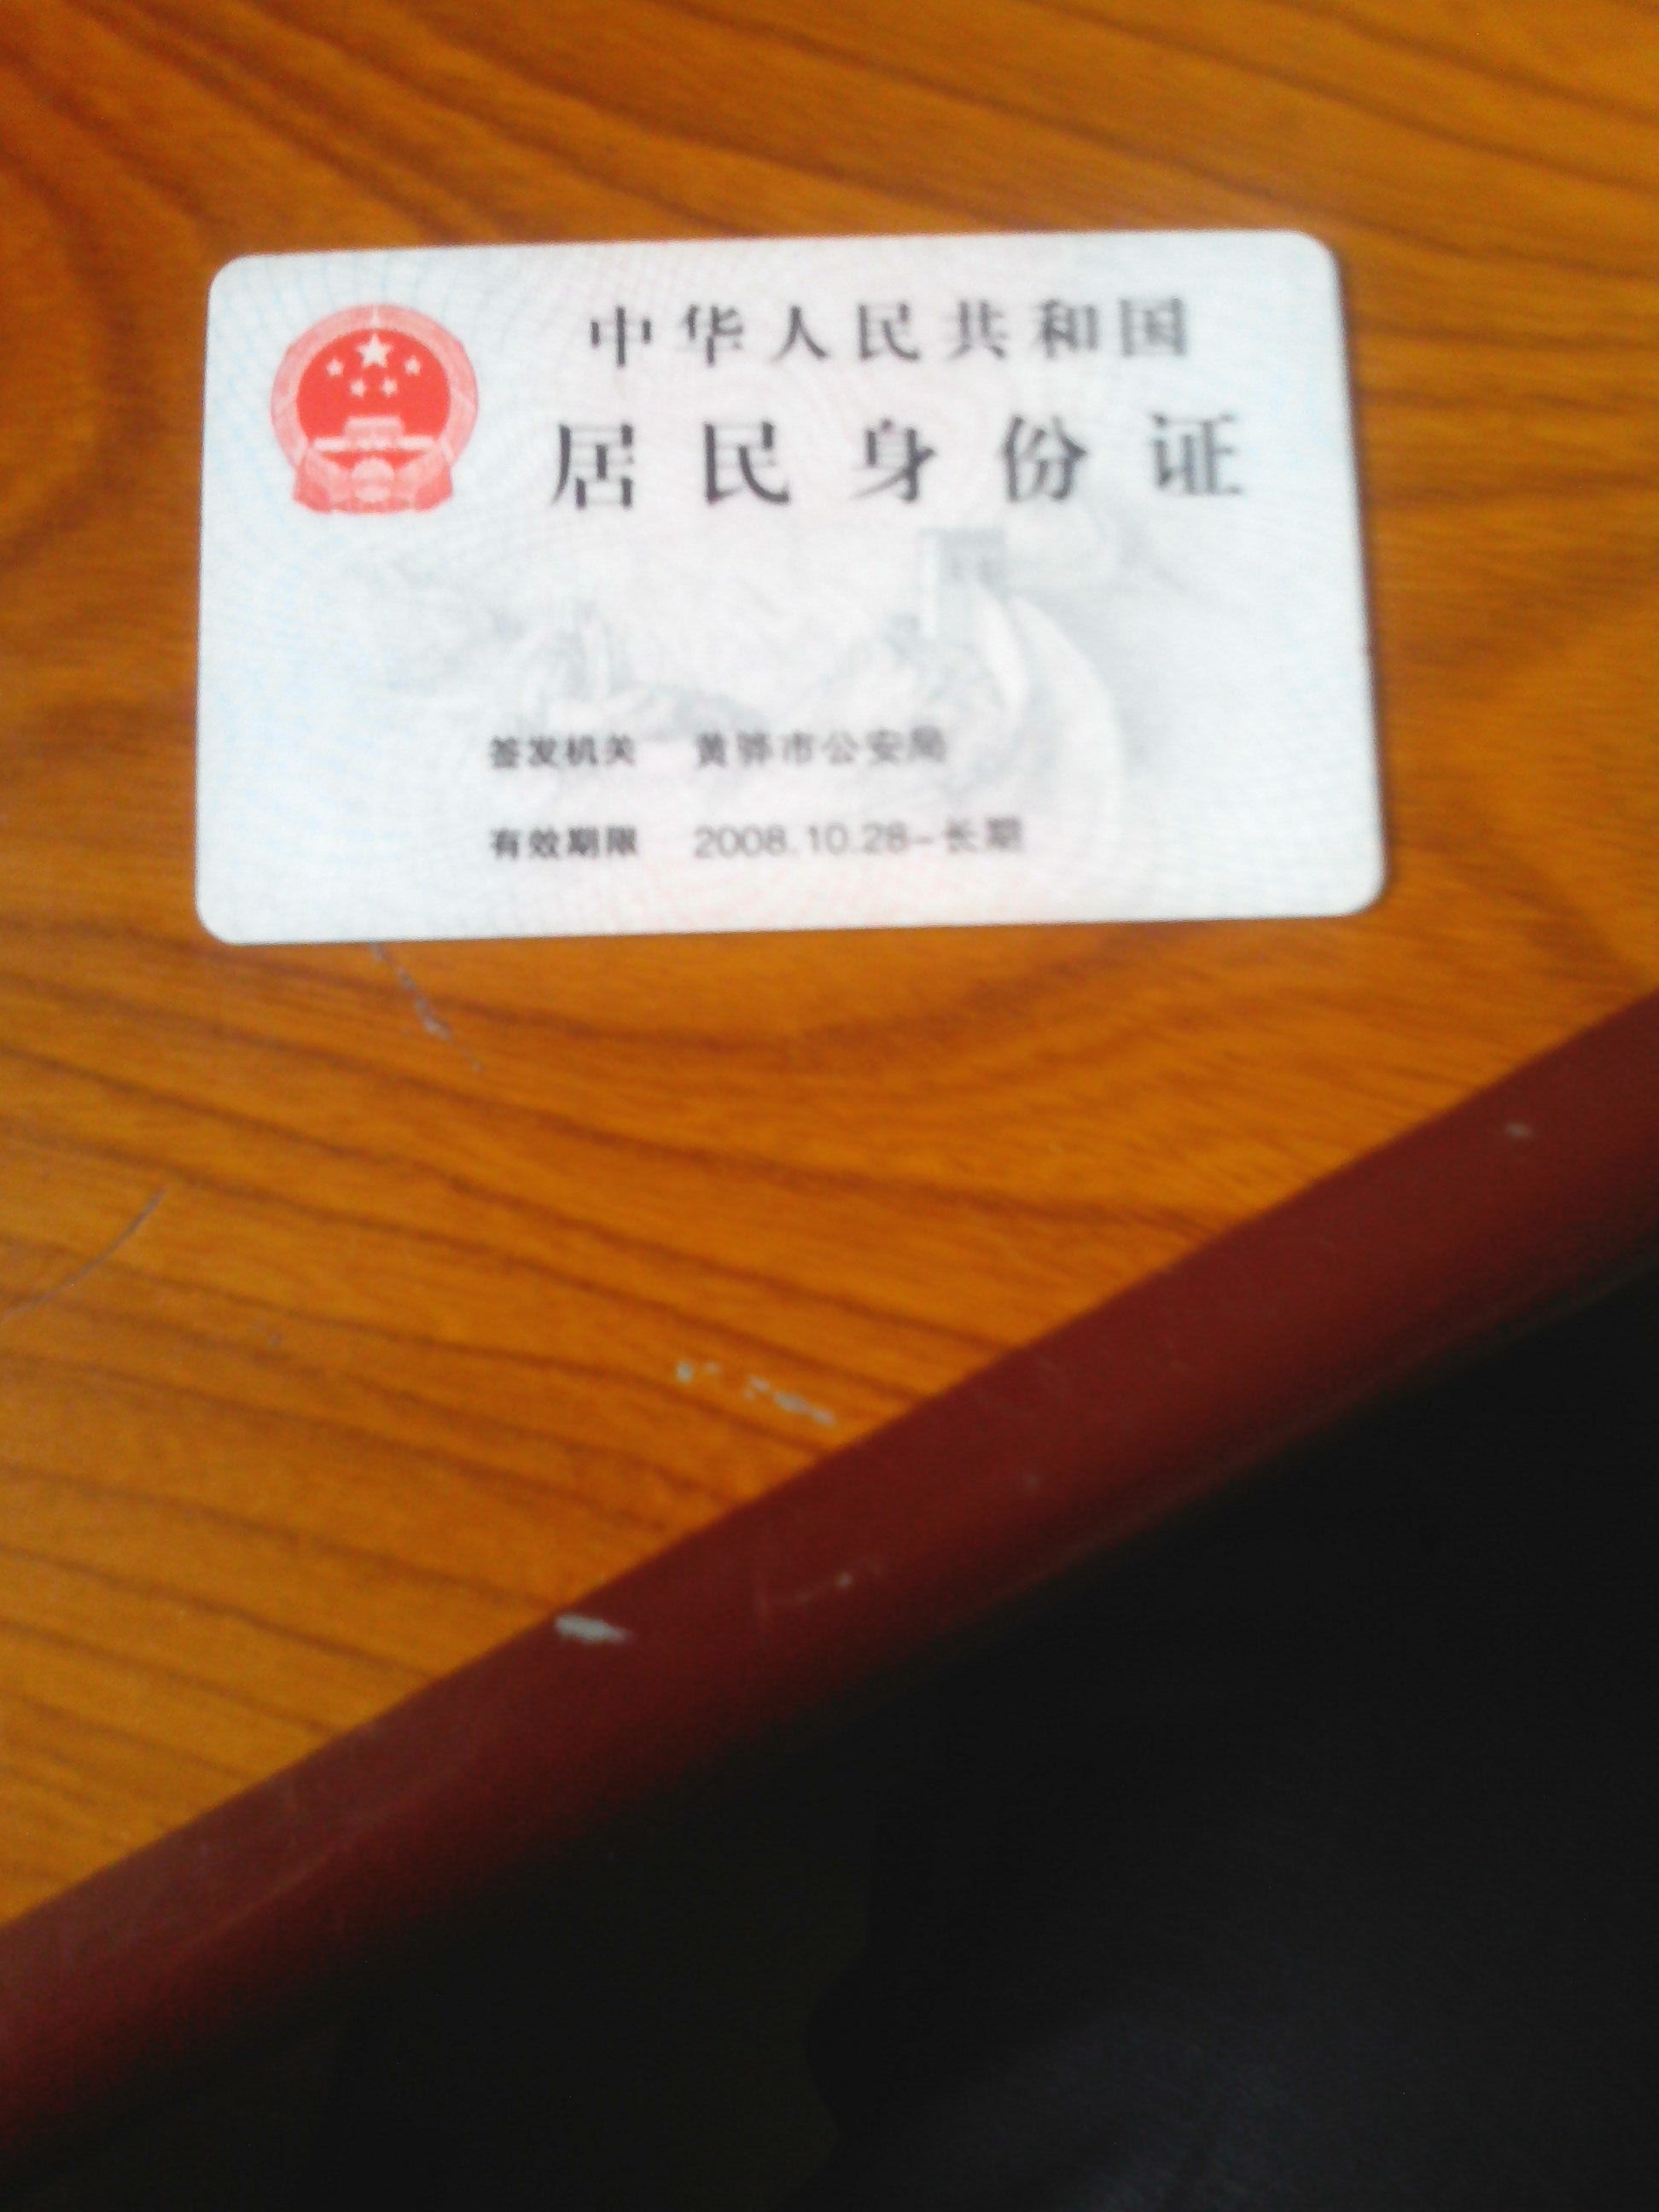 中华人民共和国
居民身份证
签发机关 黄骅市公安局
有效期限 2008.10.28-长期